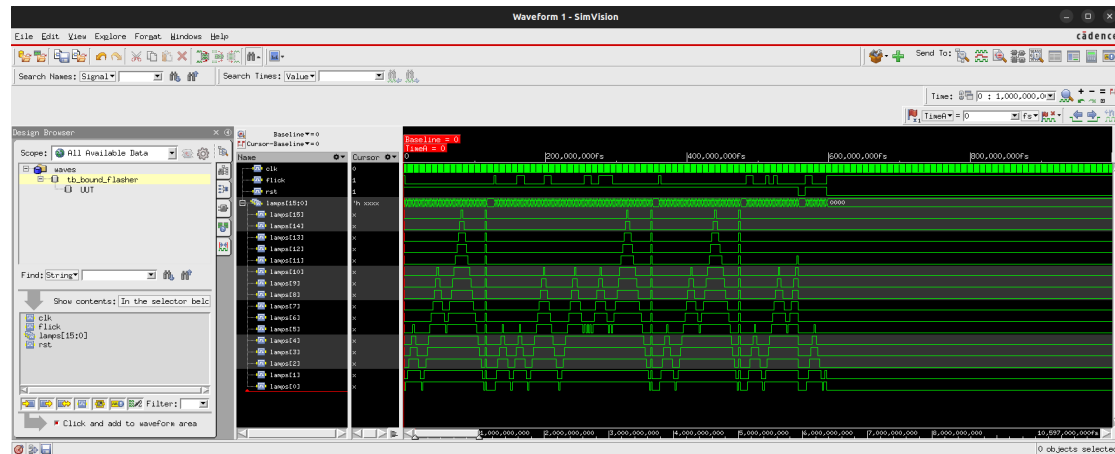 Waveform 1 - SimVision
File Edit View Explore Format Windows Help
cādence
Search Names: Signal
Search Times: Value
Send To:
Time: 0 : 1,000,000,0
TimeA = 0
fs
Design Browser
Scope: All Available Data
waves
tb_bound_flasher
UUT
Find: String
Show contents: In the selector belc
clk
flick
lamps[15:0]
rst
Filter:
Click and add to waveform area
Baseline = 0
Cursor-Baseline = 0
Name
Cursor
clk 0
flick 1
rst 1
lamps[15:0] 'h xxxx
lamps[15] x
lamps[14] x
lamps[13] x
lamps[12] x
lamps[11] x
lamps[10] x
lamps[9] x
lamps[8] x
lamps[7] x
lamps[6] x
lamps[5] x
lamps[4] x
lamps[3] x
lamps[2] x
lamps[1] x
lamps[0] x
Baseline = 0
TimeA = 0
0 200,000,000fs 400,000,000fs 600,000,000fs 800,000,000fs
0000
1,000,000,000 2,000,000,000 3,000,000,000 4,000,000,000 5,000,000,000 6,000,000,000 7,000,000,000 8,000,000,000 10,597,000,000fs
0 objects selected